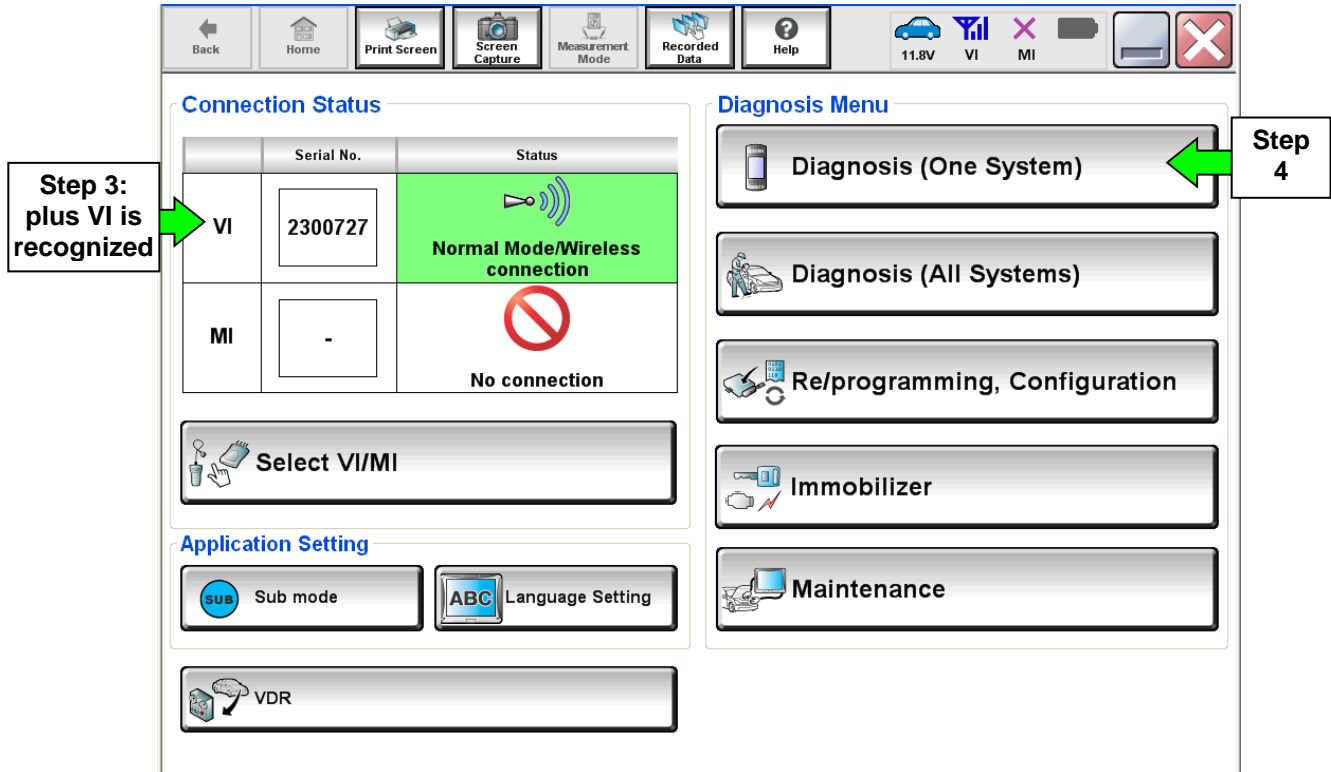 Back
Home
Print Screen
Screen
Capture
Measurement
Mode
Recorded
Data
?
Help
11.8V
VI
MI
Connection Status
Serial No.
Status
VI
2300727
Normal Mode/Wireless
connection
MI
-
No connection
Select VI/MI
Application Setting
SUB
Sub mode
ABC
Language Setting
VDR
Diagnosis Menu
Diagnosis (One System)
Diagnosis (All Systems)
Re/programming, Configuration
Immobilizer
Maintenance
Step 3:
plus VI is
recognized
Step
4